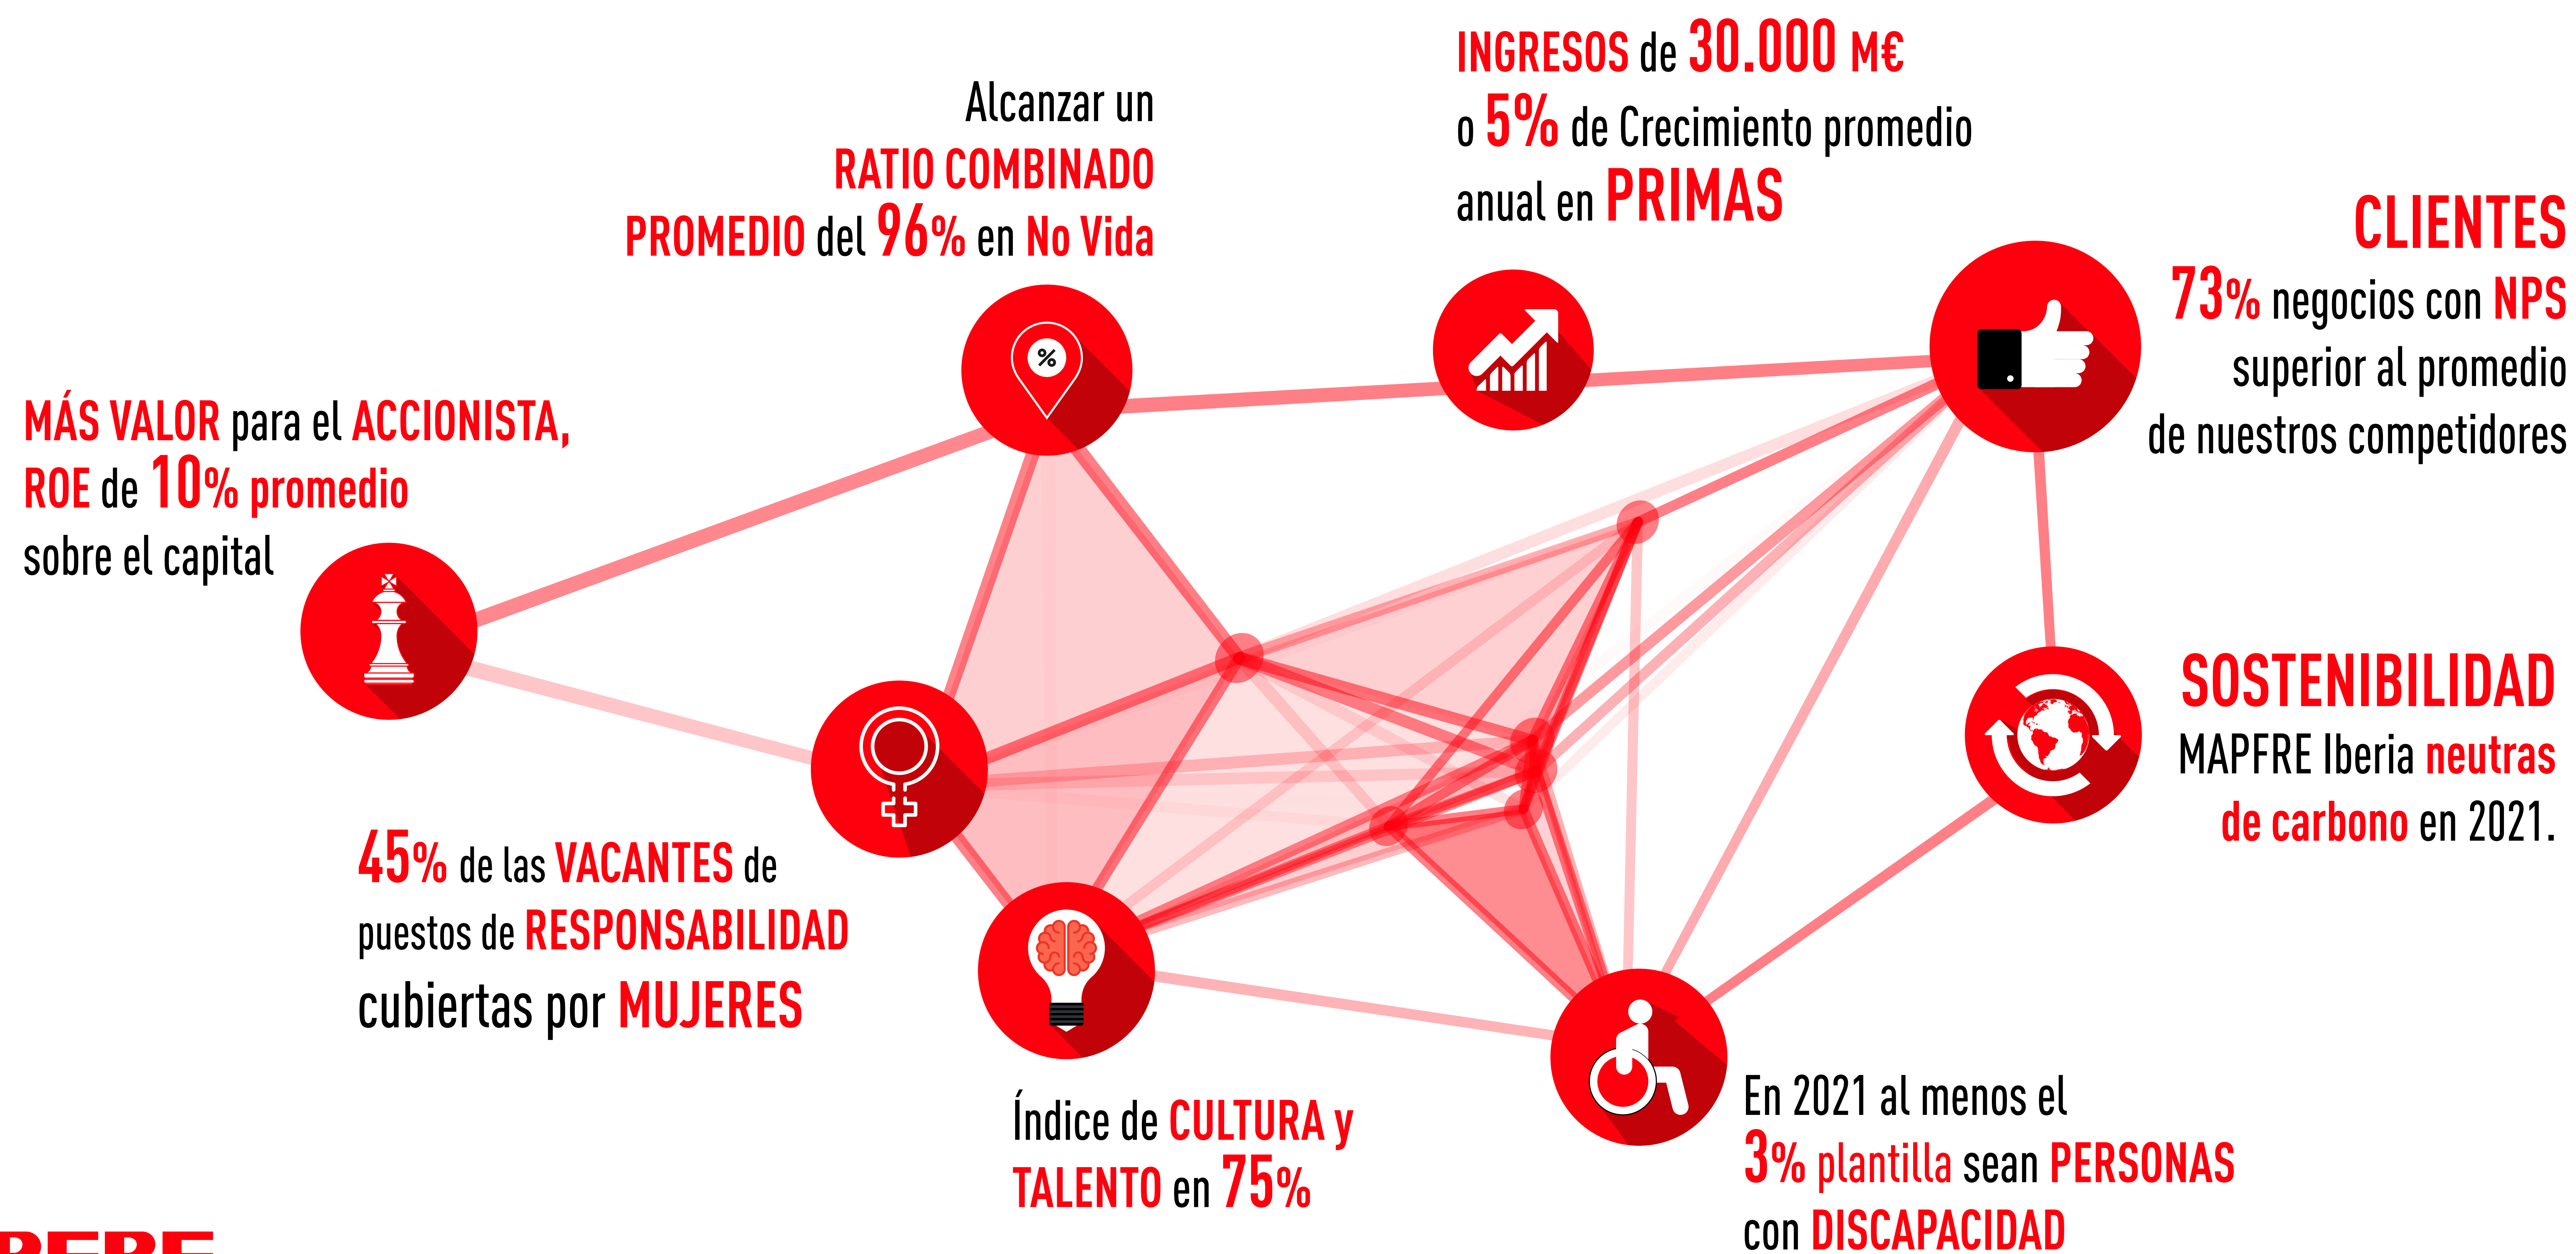 INGRESOS de 30.000 M€
o 5% de Crecimiento promedio
anual en PRIMAS
Alcanzar un
RATIO COMBINADO
PROMEDIO del 96% en No Vida
%
CLIENTES
73% negocios con NPS
superior al promedio
de nuestros competidores
MÁS VALOR para el ACCIONISTA,
ROE de 10% promedio
sobre el capital
SOSTENIBILIDAD
MAPFRE Iberia neutras
de carbono en 2021.
45% de las VACANTES de
puestos de RESPONSABILIDAD
cubiertas por MUJERES
Índice de CULTURA y
TALENTO en 75%
En 2021 al menos el
3% plantilla sean PERSONAS
con DISCAPACIDAD